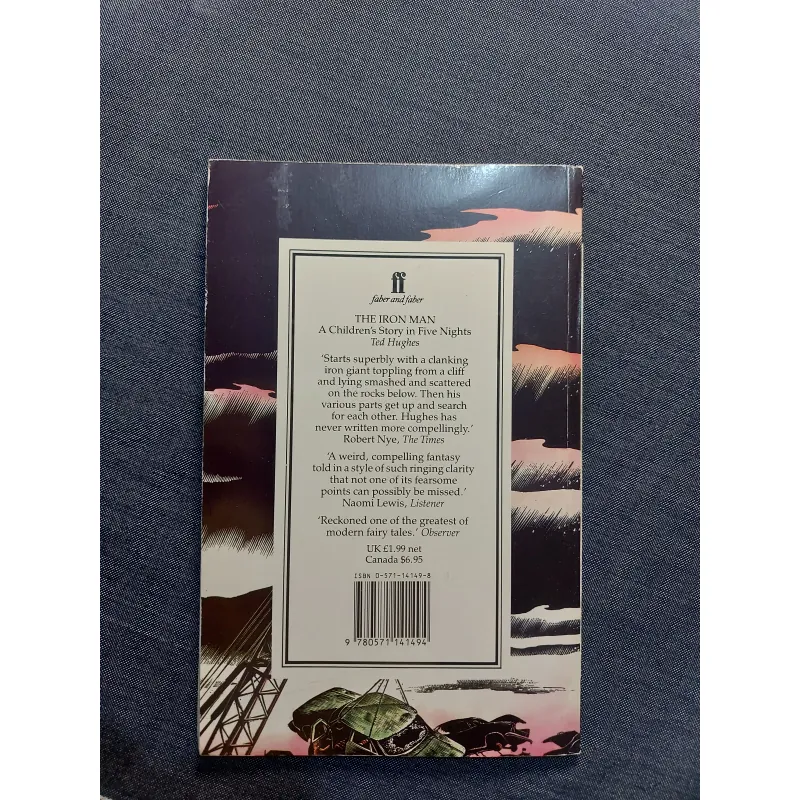 ff
faber and faber
THE IRON MAN
A Children's Story in Five Nights
Ted Hughes
'Starts superbly with a clanking
iron giant toppling from a cliff
and lying smashed and scattered
on the rocks below. Then his
various parts get up and search
for each other. Hughes has
never written more compellingly.'
Robert Nye, The Times
'A weird, compelling fantasy
told in a style of such ringing clarity
that not one of its fearsome
points can possibly be missed.'
Naomi Lewis, Listener
'Reckoned one of the greatest of
modern fairy tales.' Observer
UK £1.99 net
Canada $6.95
ISBN 0-571-14149-8
9 780571 141494